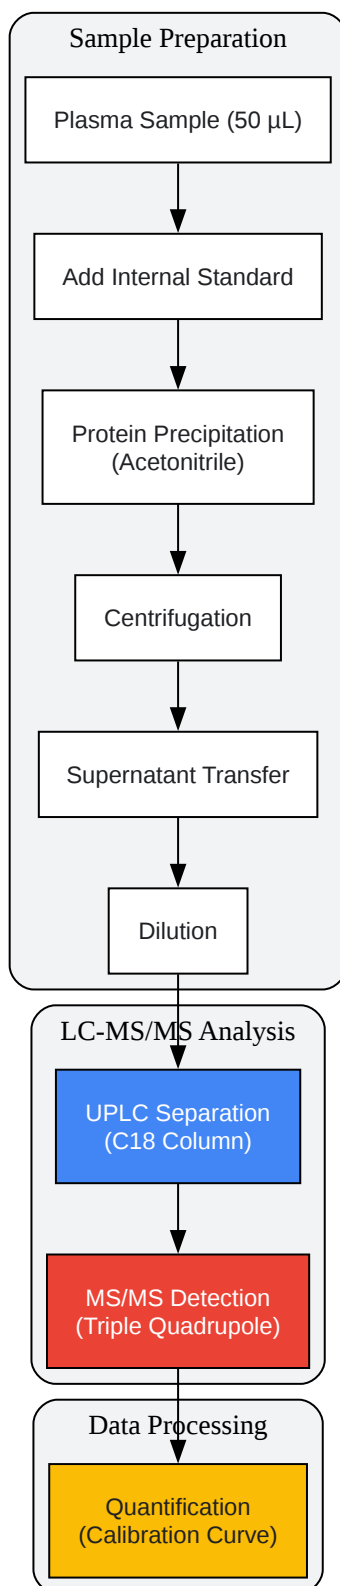 Sample Preparation
Plasma Sample (50 µL)
Add Internal Standard
Protein Precipitation
(Acetonitrile)
Centrifugation
Supernatant Transfer
Dilution
LC-MS/MS Analysis
UPLC Separation
(C18 Column)
MS/MS Detection
(Triple Quadrupole)
Data Processing
Quantification
(Calibration Curve)